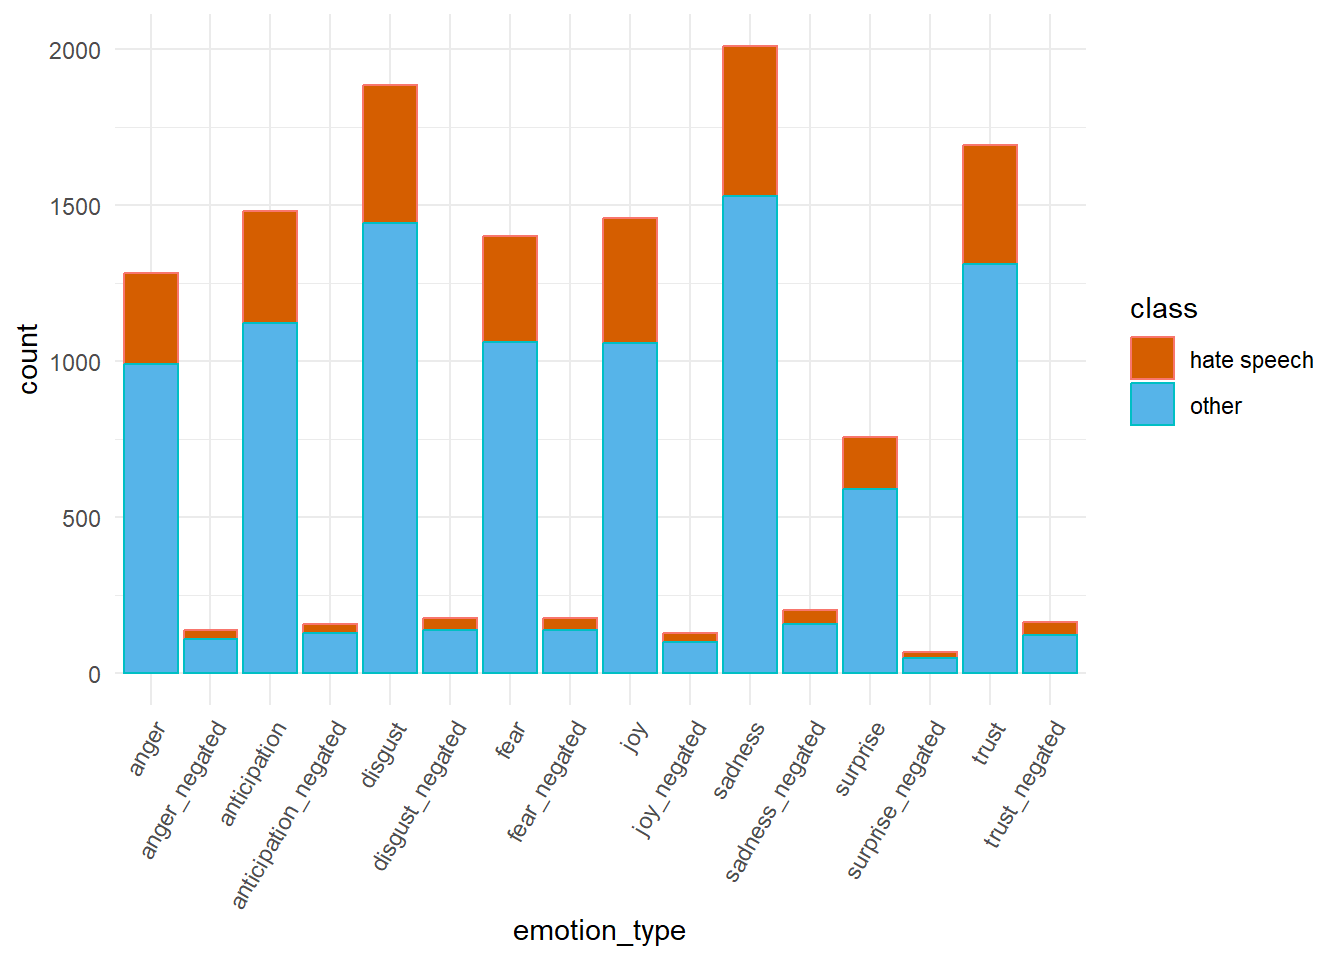 2000
1500
1000
500
0
count
anger
anger_negated
anticipation
anticipation_negated
disgust
disgust_negated
fear
fear_negated
joy
joy_negated
sadness
sadness_negated
surprise
surprise_negated
trust
trust_negated
emotion_type
class
hate speech
other